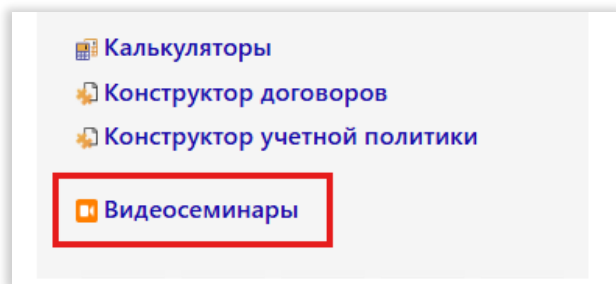 Калькуляторы
Конструктор договоров
Конструктор учетной политики
Видеосеминары